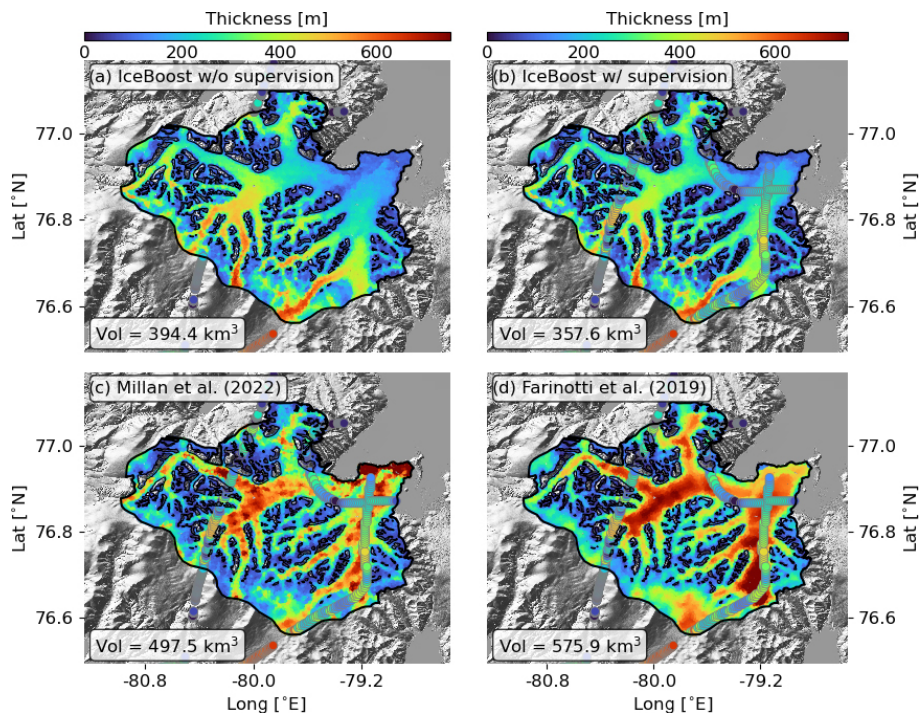 Thickness [m] Thickness [m]
0 200 400 600 0 200 400 600
(a) IceBoost w/o supervision (b) IceBoost w/ supervision
77.0 77.0
Lat [°N] Lat [°N]
76.8 76.8
76.6 76.6
Vol = 394.4 km³ Vol = 357.6 km³
(c) Millan et al. (2022) (d) Farinotti et al. (2019)
77.0 77.0
Lat [°N] Lat [°N]
76.8 76.8
76.6 76.6
Vol = 497.5 km³ Vol = 575.9 km³
-80.8 -80.0 -79.2 -80.8 -80.0 -79.2
Long [°E] Long [°E]